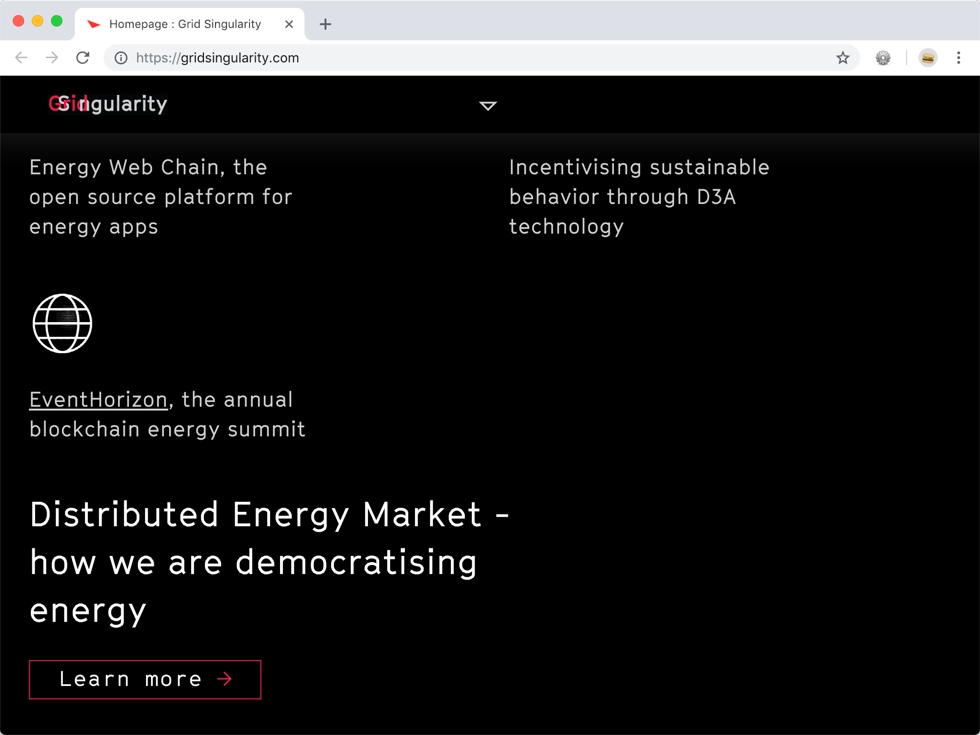 Homepage : Grid Singularity
https://gridsingularity.com
Grid Singularity
Energy Web Chain, the
open source platform for
energy apps
Incentivising sustainable
behavior through D3A
technology
EventHorizon, the annual
blockchain energy summit
Distributed Energy Market -
how we are democratising
energy
Learn more →